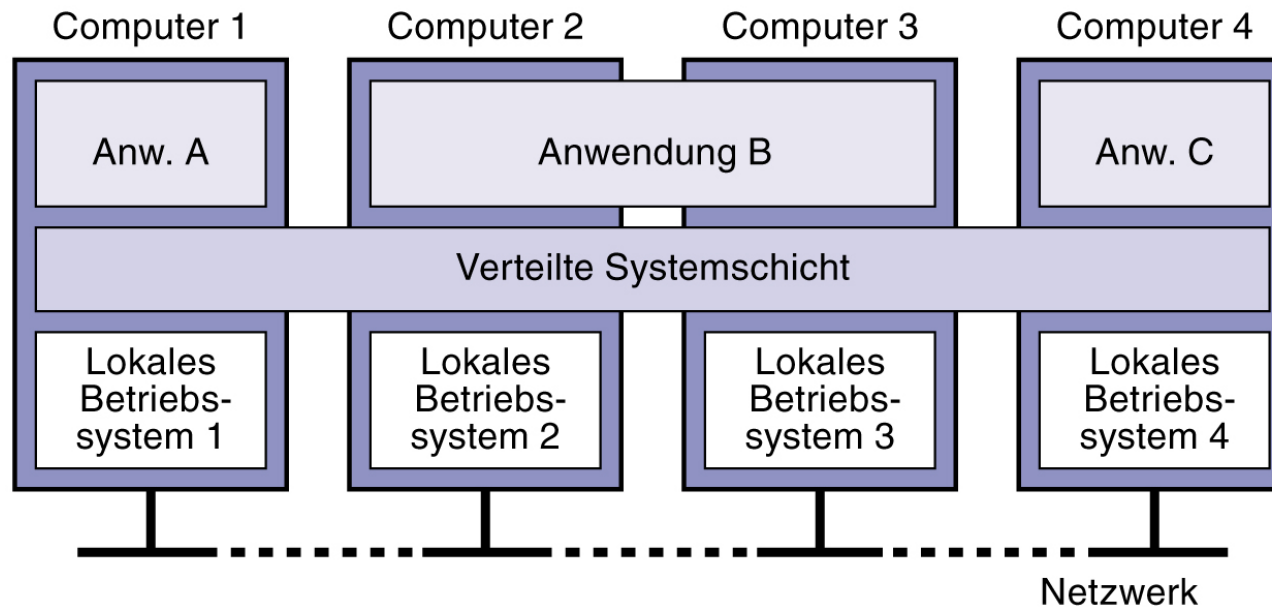 Computer 1
Computer 2
Computer 3
Computer 4
Anw. A
Anwendung B
Anw. C
Verteilte Systemschicht
Lokales
Betriebs-
system 1
Lokales
Betriebs-
system 2
Lokales
Betriebs-
system 3
Lokales
Betriebs-
system 4
Netzwerk